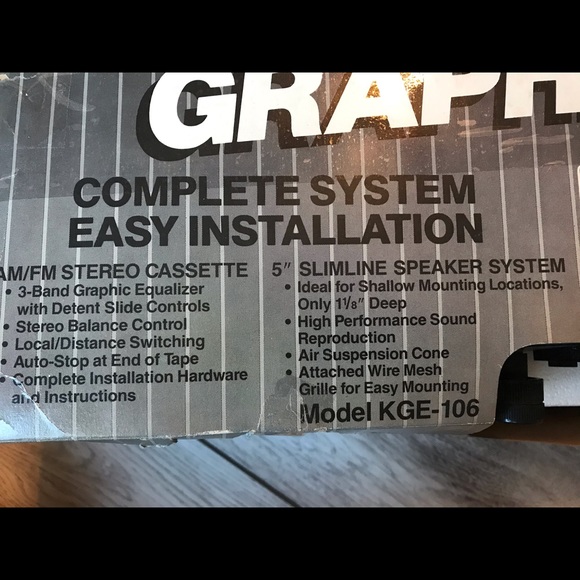 GRAPH
COMPLETE SYSTEM
EASY INSTALLATION
AM/FM STEREO CASSETTE
• 3-Band Graphic Equalizer
with Detent Slide Controls
• Stereo Balance Control
• Local/Distance Switching
• Auto-Stop at End of Tape
• Complete Installation Hardware
and Instructions
5″ SLIMLINE SPEAKER SYSTEM
• Ideal for Shallow Mounting Locations,
Only 1⅛″ Deep
• High Performance Sound
Reproduction
• Air Suspension Cone
• Attached Wire Mesh
Grille for Easy Mounting
Model KGE-106